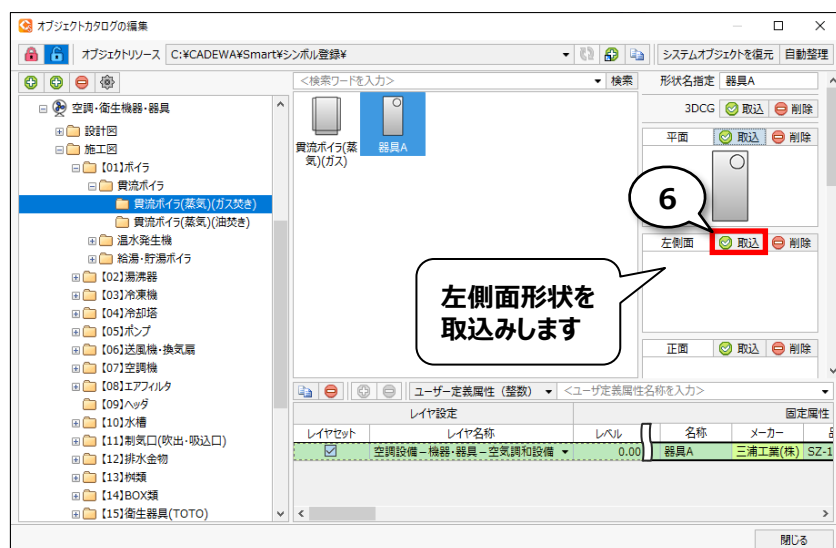 オブジェクトカタログの編集
オブジェクトリソース C:¥CADEWA¥Smart¥シンボル登録¥ システムオブジェクトを復元 自動整理
<検索ワードを入力> 検索 形状名指定 器具A
3DCG 取込 削除
平面 取込 削除
左側面 取込 削除
正面 取込 削除
空調・衛生機器・器具
設計図
施工図
【01】ボイラ
貫流ボイラ
貫流ボイラ(蒸気)(ガス焚き)
貫流ボイラ(蒸気)(油焚き)
温水発生機
給湯・貯湯ボイラ
【02】湯沸器
【03】冷凍機
【04】冷却塔
【05】ポンプ
【06】送風機・換気扇
【07】空調機
【08】エアフィルタ
【09】ヘッダ
【10】水槽
【11】制気口(吹出・吸込口)
【12】排水金物
【13】桝類
【14】BOX類
【15】衛生器具(TOTO)
貫流ボイラ(蒸
気)(ガス)
器具A
6
左側面形状を
取込みします
ユーザー定義属性（整数） <ユーザ定義属性名称を入力>
レイヤ設定 固定属性
レイヤセット レイヤ名称 レベル 名称 メーカー
空調設備－機器・器具－空気調和設備 0.00 器具A 三浦工業(株) SZ-1
閉じる